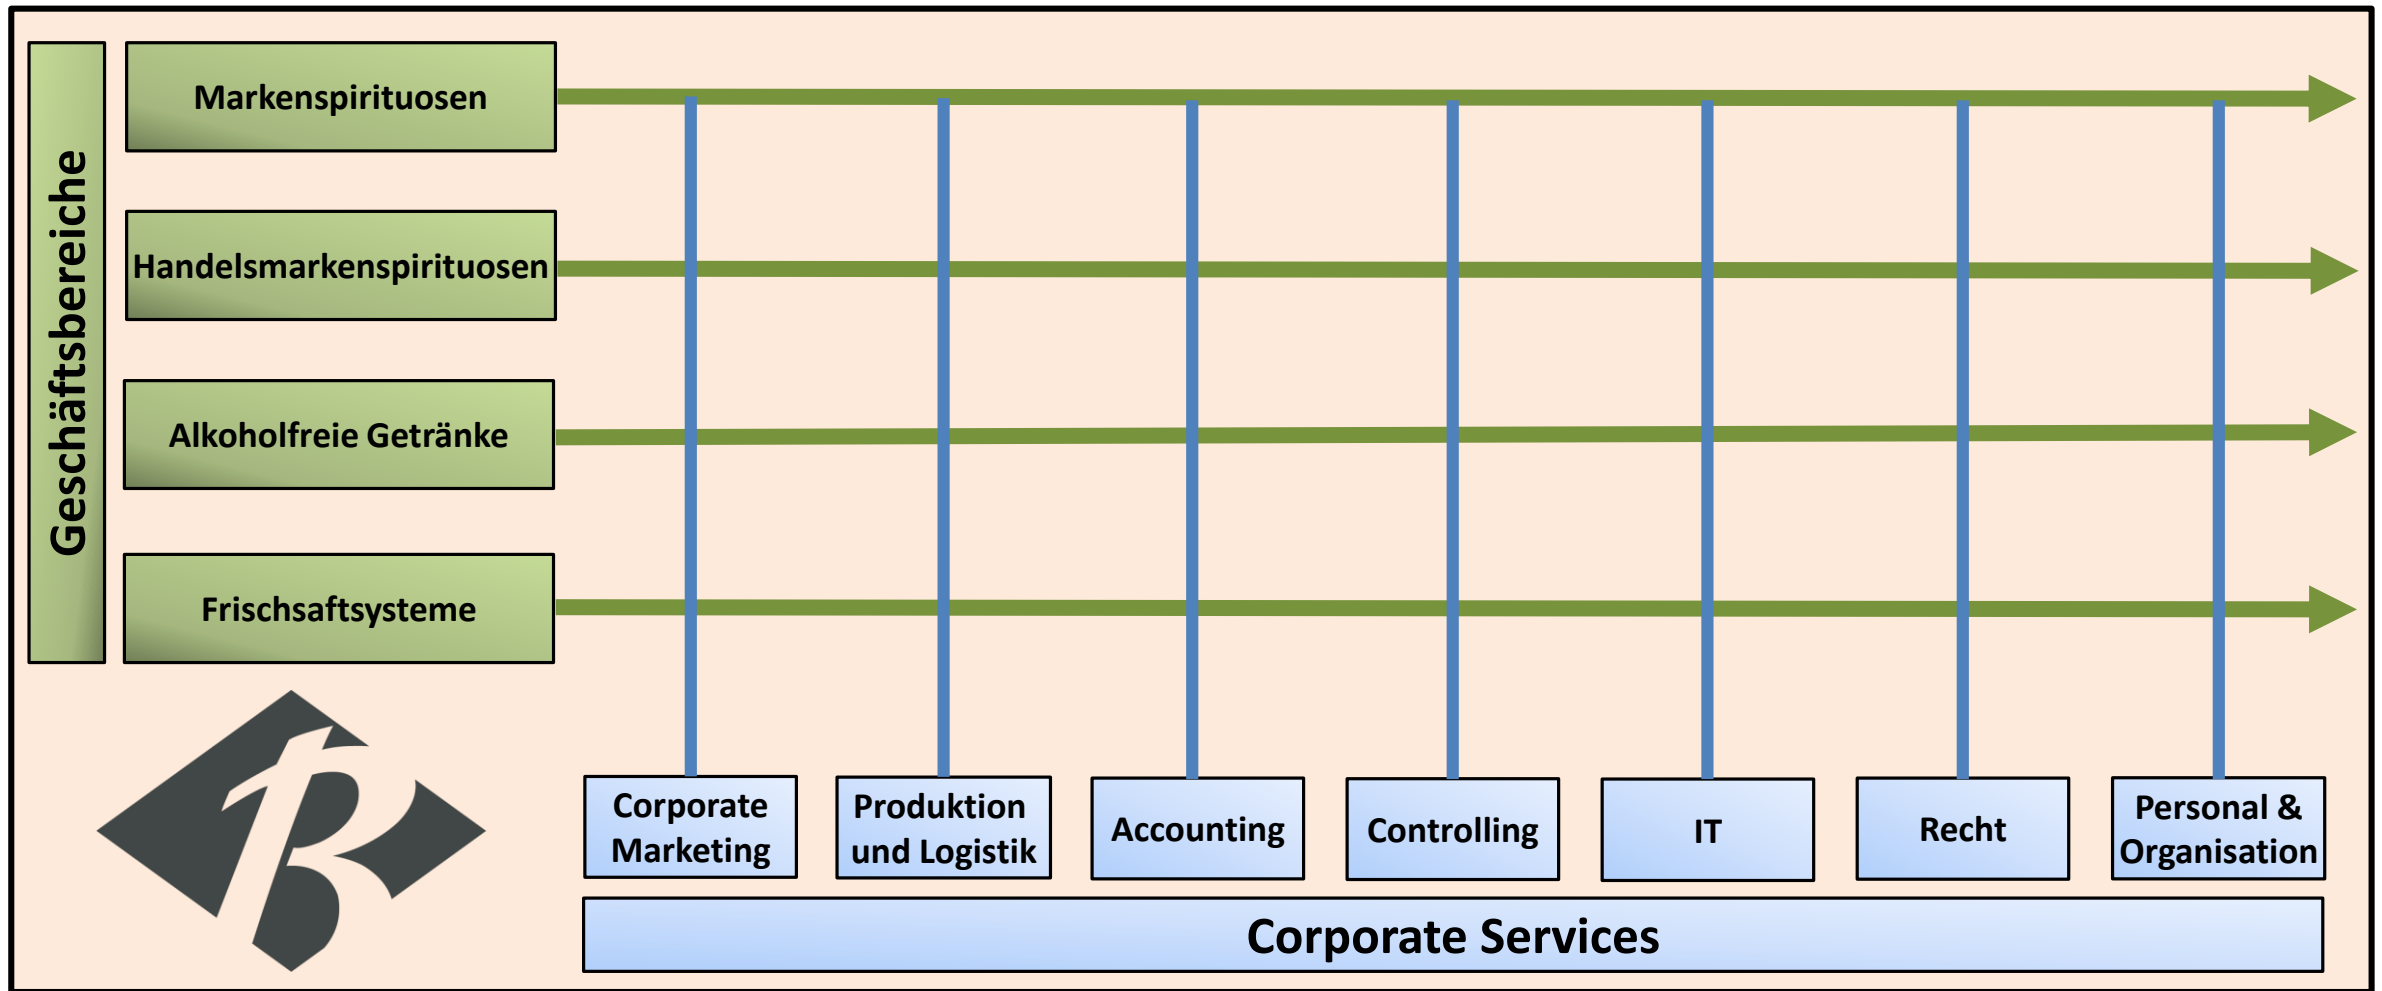 Geschäftsbereiche
Markenspirituosen
Handelsmarkenspirituosen
Alkoholfreie Getränke
Frischsaftsysteme
Corporate
Marketing
Produktion
und Logistik
Accounting
Controlling
IT
Recht
Personal &
Organisation
Corporate Services